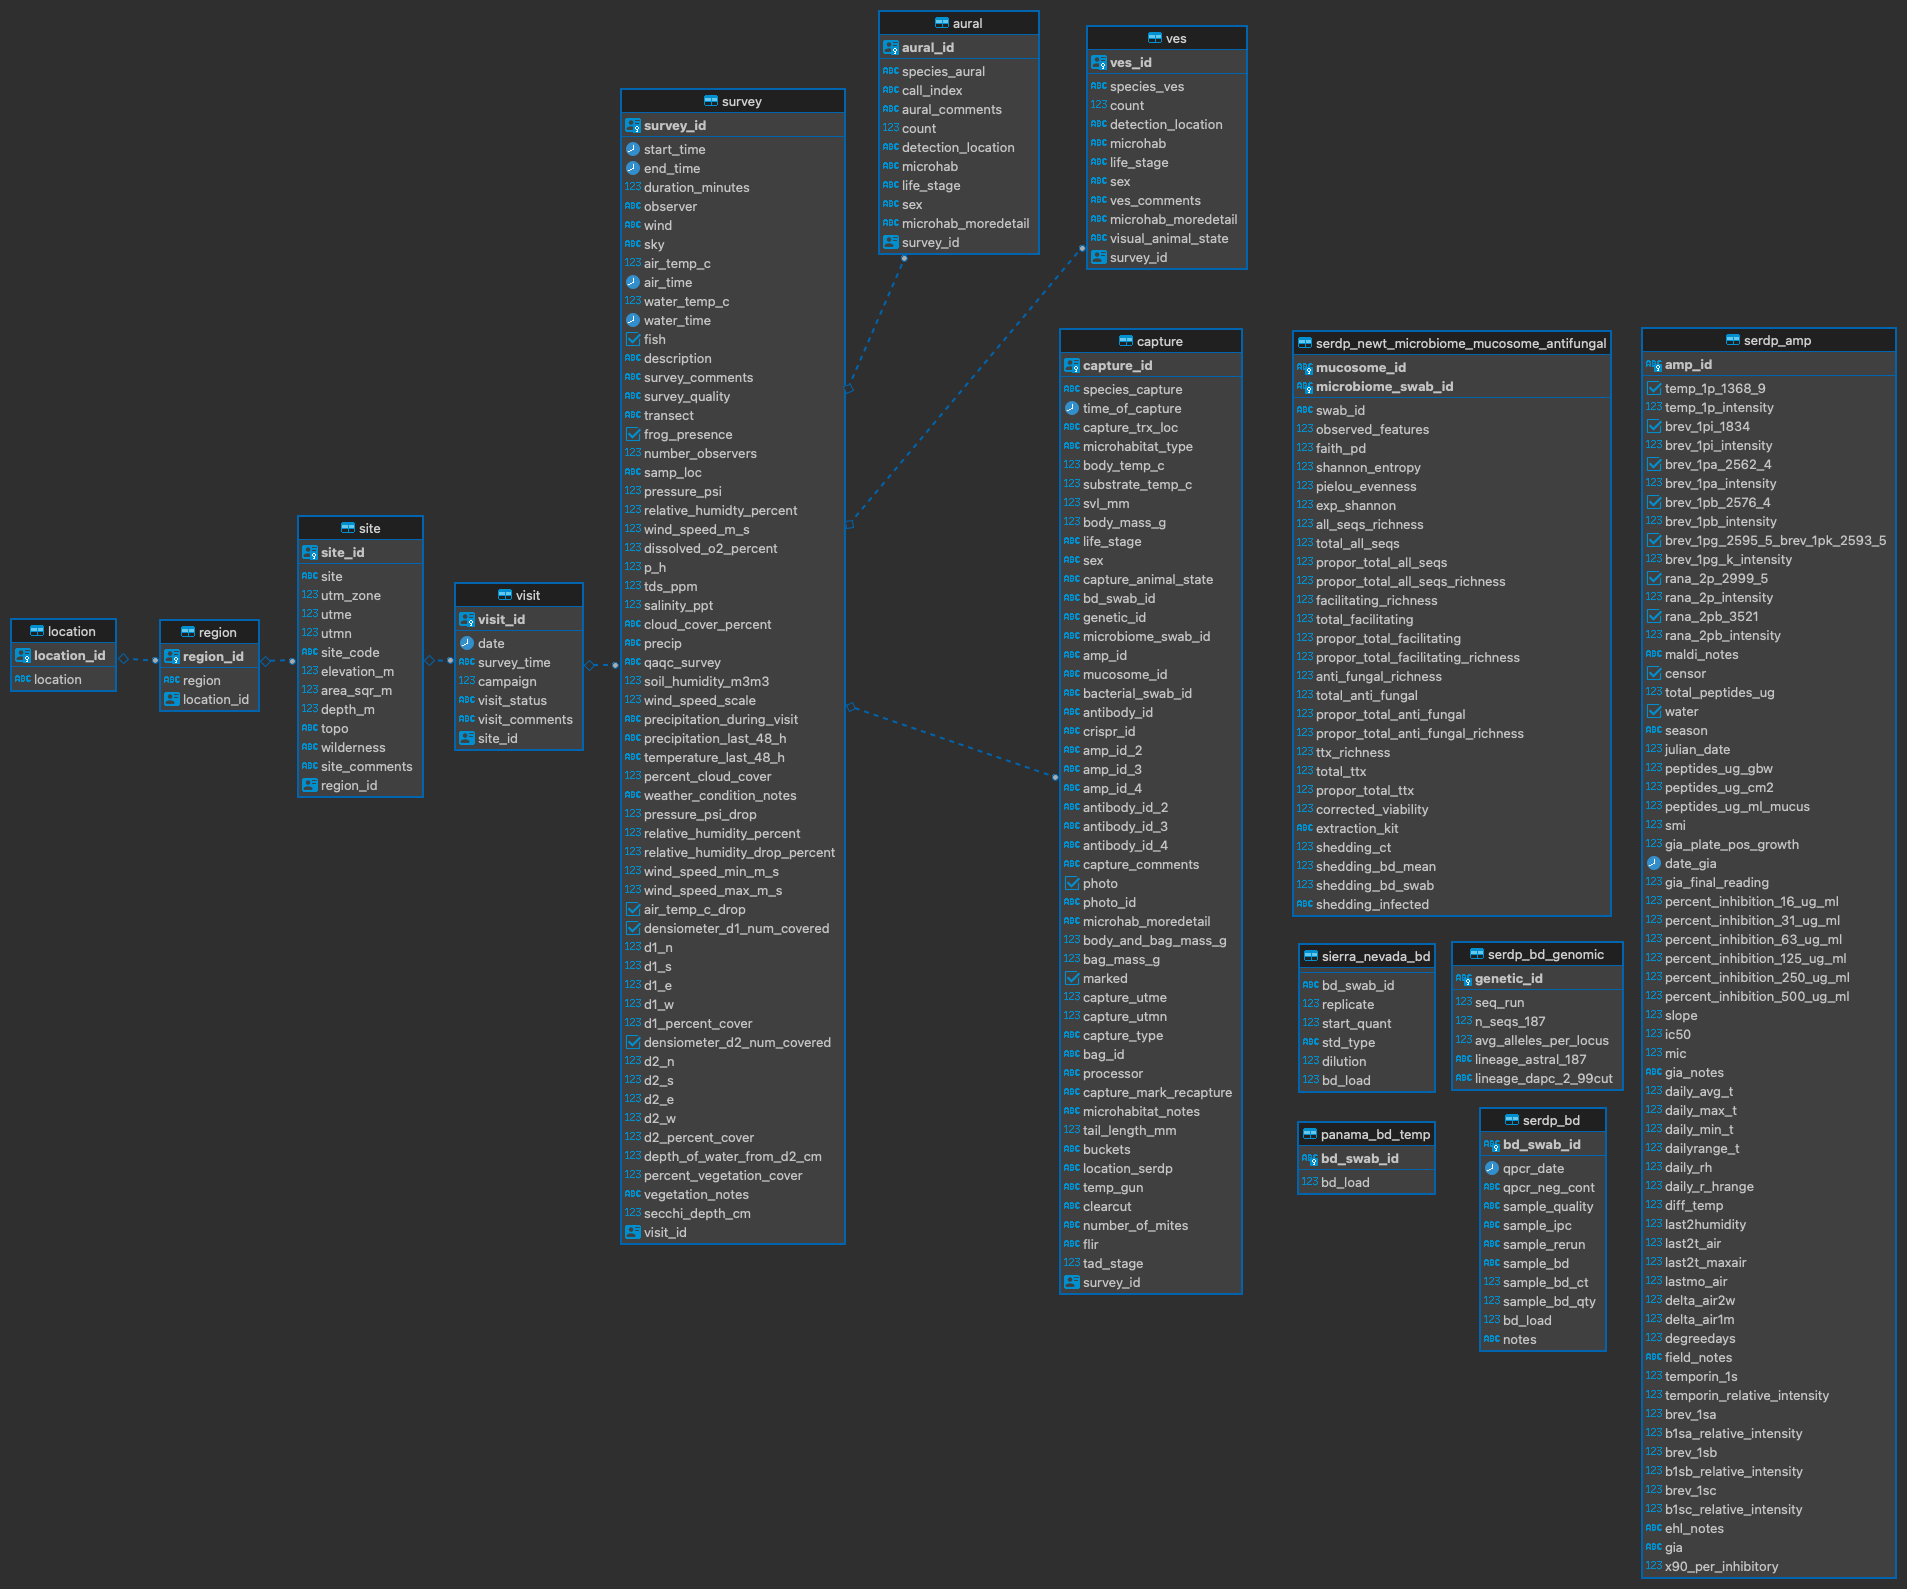 location
location_id
location
region
region_id
region
location_id
site
site_id
site
utm_zone
utme
utmn
site_code
elevation_m
area_sqr_m
depth_m
topo
wilderness
site_comments
region_id
visit
visit_id
date
survey_time
campaign
visit_status
visit_comments
site_id
survey
survey_id
start_time
end_time
duration_minutes
observer
wind
sky
air_temp_c
air_time
water_temp_c
water_time
fish
description
survey_comments
survey_quality
transect
frog_presence
number_observers
samp_loc
pressure_psi
relative_humidty_percent
wind_speed_m_s
dissolved_o2_percent
p_h
tds_ppm
salinity_ppt
cloud_cover_percent
precip
qaqc_survey
soil_humidity_m3m3
wind_speed_scale
precipitation_during_visit
precipitation_last_48_h
temperature_last_48_h
percent_cloud_cover
weather_condition_notes
pressure_psi_drop
relative_humidity_percent
relative_humidity_drop_percent
wind_speed_min_m_s
wind_speed_max_m_s
air_temp_c_drop
densiometer_d1_num_covered
d1_n
d1_s
d1_e
d1_w
d1_percent_cover
densiometer_d2_num_covered
d2_n
d2_s
d2_e
d2_w
d2_percent_cover
depth_of_water_from_d2_cm
percent_vegetation_cover
vegetation_notes
secchi_depth_cm
visit_id
aural
aural_id
species_aural
call_index
aural_comments
count
detection_location
microhab
life_stage
sex
microhab_moredetail
survey_id
ves
ves_id
species_ves
count
detection_location
microhab
life_stage
sex
ves_comments
microhab_moredetail
visual_animal_state
survey_id
capture
capture_id
species_capture
time_of_capture
capture_trx_loc
microhabitat_type
body_temp_c
substrate_temp_c
svl_mm
body_mass_g
life_stage
sex
capture_animal_state
bd_swab_id
genetic_id
microbiome_swab_id
amp_id
mucosome_id
bacterial_swab_id
antibody_id
crispr_id
amp_id_2
amp_id_3
amp_id_4
antibody_id_2
antibody_id_3
antibody_id_4
capture_comments
photo
photo_id
microhab_moredetail
body_and_bag_mass_g
bag_mass_g
marked
capture_utme
capture_utmn
capture_type
bag_id
processor
capture_mark_recapture
microhabitat_notes
tail_length_mm
buckets
location_serdp
temp_gun
clearcut
number_of_mites
flir
tad_stage
survey_id
serdp_newt_microbiome_mucosome_antifungal
mucosome_id
microbiome_swab_id
swab_id
observed_features
faith_pd
shannon_entropy
pielou_evenness
exp_shannon
all_seqs_richness
total_all_seqs
propor_total_all_seqs
propor_total_all_seqs_richness
facilitating_richness
total_facilitating
propor_total_facilitating
propor_total_facilitating_richness
anti_fungal_richness
total_anti_fungal
propor_total_anti_fungal
propor_total_anti_fungal_richness
ttx_richness
total_ttx
propor_total_ttx
corrected_viability
extraction_kit
shedding_ct
shedding_bd_mean
shedding_bd_swab
shedding_infected
sierra_nevada_bd
bd_swab_id
replicate
start_quant
std_type
dilution
bd_load
serdp_bd_genomic
genetic_id
seq_run
n_seqs_187
avg_alleles_per_locus
lineage_astral_187
lineage_dapc_2_99cut
panama_bd_temp
bd_swab_id
bd_load
serdp_bd
bd_swab_id
qpcr_date
qpcr_neg_cont
sample_quality
sample_ipc
sample_rerun
sample_bd
sample_bd_ct
sample_bd_qty
bd_load
notes
serdp_amp
amp_id
temp_1p_1368_9
temp_1p_intensity
brev_1pi_1834
brev_1pi_intensity
brev_1pa_2562_4
brev_1pa_intensity
brev_1pb_2576_4
brev_1pb_intensity
brev_1pg_2595_5_brev_1pk_2593_5
brev_1pg_k_intensity
rana_2p_2999_5
rana_2p_intensity
rana_2pb_3521
rana_2pb_intensity
maldi_notes
censor
total_peptides_ug
water
season
julian_date
peptides_ug_gbw
peptides_ug_cm2
peptides_ug_ml_mucus
smi
gia_plate_pos_growth
date_gia
gia_final_reading
percent_inhibition_16_ug_ml
percent_inhibition_31_ug_ml
percent_inhibition_63_ug_ml
percent_inhibition_125_ug_ml
percent_inhibition_250_ug_ml
percent_inhibition_500_ug_ml
slope
ic50
mic
gia_notes
daily_avg_t
daily_max_t
daily_min_t
dailyrange_t
daily_rh
daily_r_hrange
diff_temp
last2humidity
last2t_air
last2t_maxair
lastmo_air
delta_air2w
delta_air1m
degreedays
field_notes
temporin_1s
temporin_relative_intensity
brev_1sa
b1sa_relative_intensity
brev_1sb
b1sb_relative_intensity
brev_1sc
b1sc_relative_intensity
ehl_notes
gia
x90_per_inhibitory